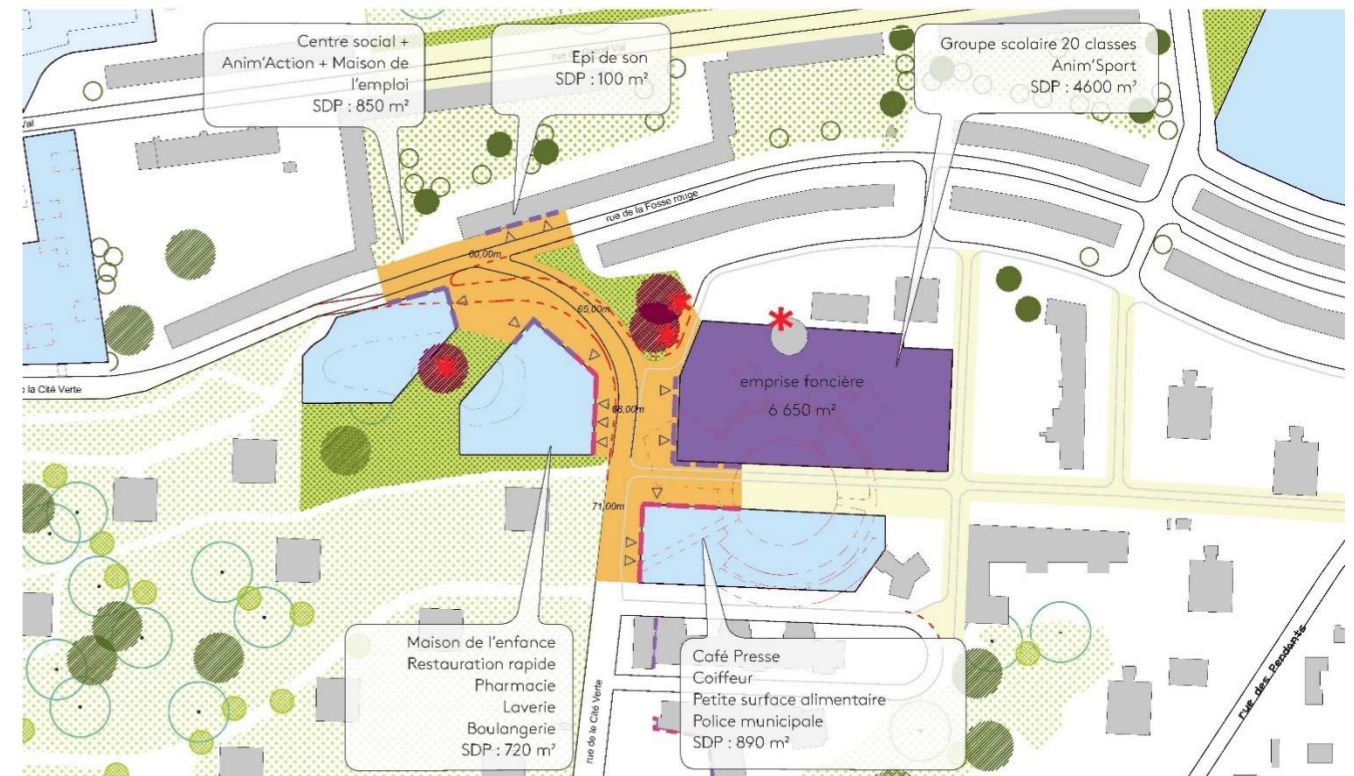 Centre social +
Anim'Action + Maison de
l'emploi
SDP : 850 m²
Epi de son
SDP : 100 m²
Groupe scolaire 20 classes
Anim'Sport
SDP : 4600 m²
Val
rue de la Fosse rouge
60,00m
65,00m
la Cité Verte
emprise foncière
6 650 m²
68,00m
71,00m
Maison de l'enfance
Restauration rapide
Pharmacie
Laverie
Boulangerie
SDP : 720 m²
rue de le Cité Verte
Café Presse
Coiffeur
Petite surface alimentaire
Police municipale
SDP : 890 m²
rue des Pendants